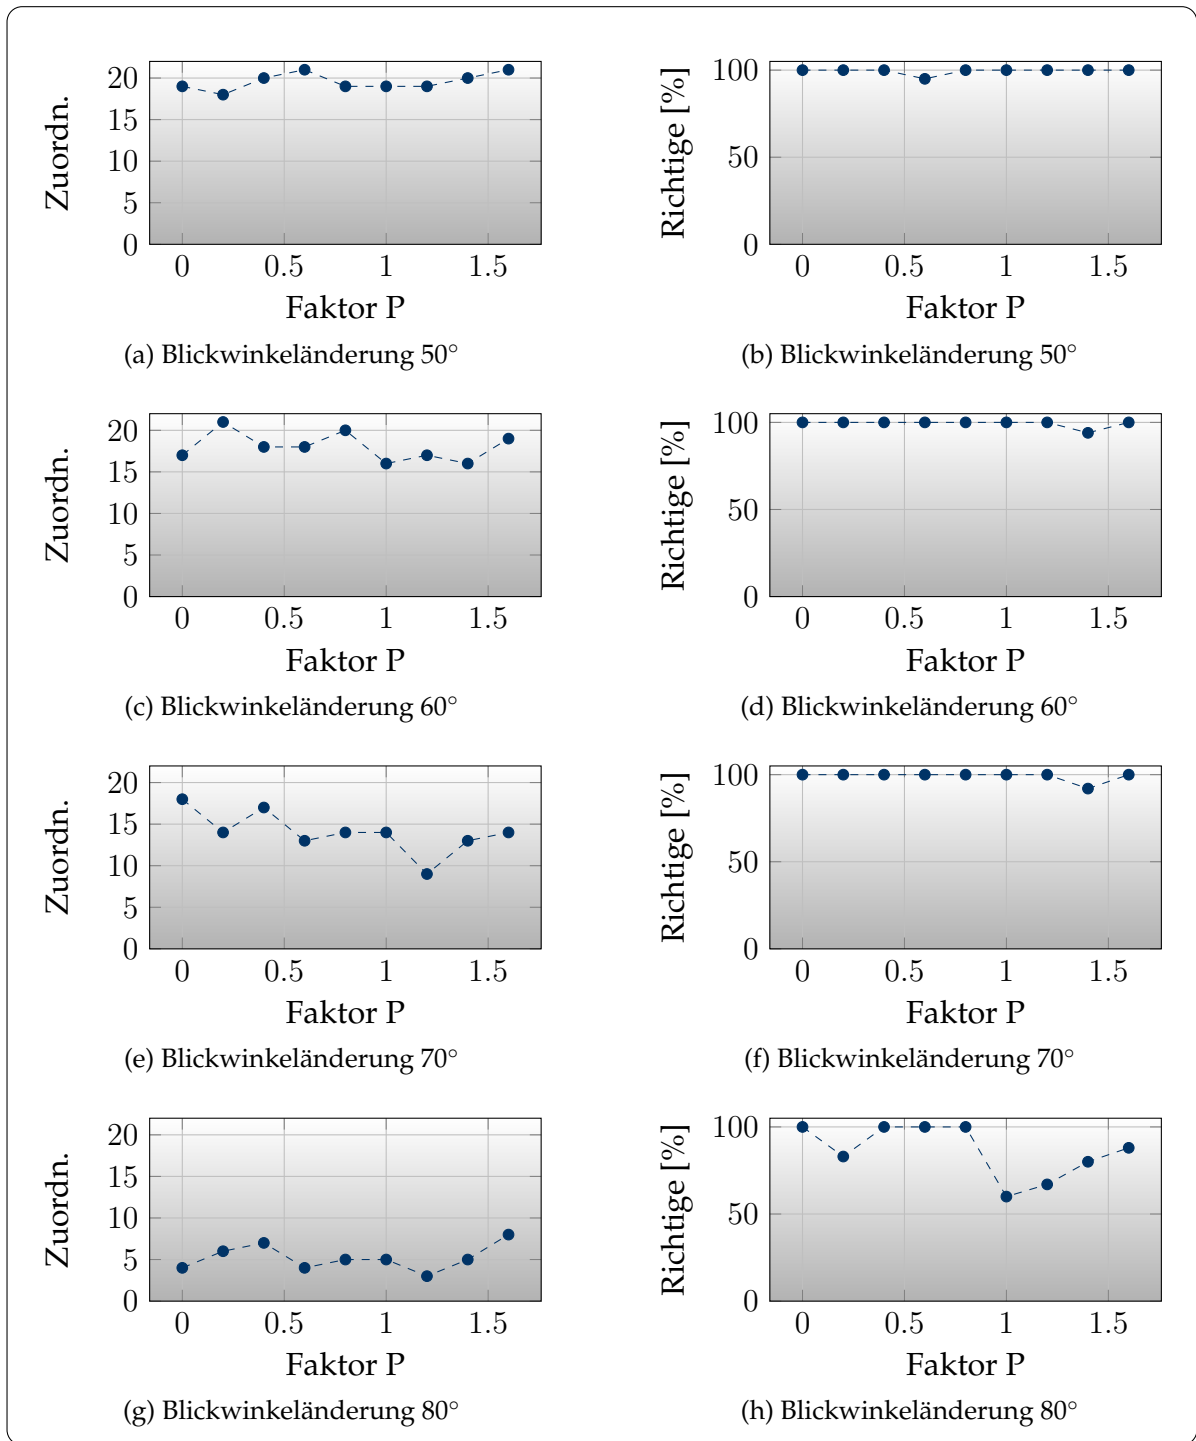 20
15
10
5
0
Zuordn.
0 0.5 1 1.5
Faktor P
(a) Blickwinkeländerung 50°
100
50
0
Richtige [%]
0 0.5 1 1.5
Faktor P
(b) Blickwinkeländerung 50°
20
15
10
5
0
Zuordn.
0 0.5 1 1.5
Faktor P
(c) Blickwinkeländerung 60°
100
50
0
Richtige [%]
0 0.5 1 1.5
Faktor P
(d) Blickwinkeländerung 60°
20
15
10
5
0
Zuordn.
0 0.5 1 1.5
Faktor P
(e) Blickwinkeländerung 70°
100
50
0
Richtige [%]
0 0.5 1 1.5
Faktor P
(f) Blickwinkeländerung 70°
20
15
10
5
0
Zuordn.
0 0.5 1 1.5
Faktor P
(g) Blickwinkeländerung 80°
100
50
0
Richtige [%]
0 0.5 1 1.5
Faktor P
(h) Blickwinkeländerung 80°